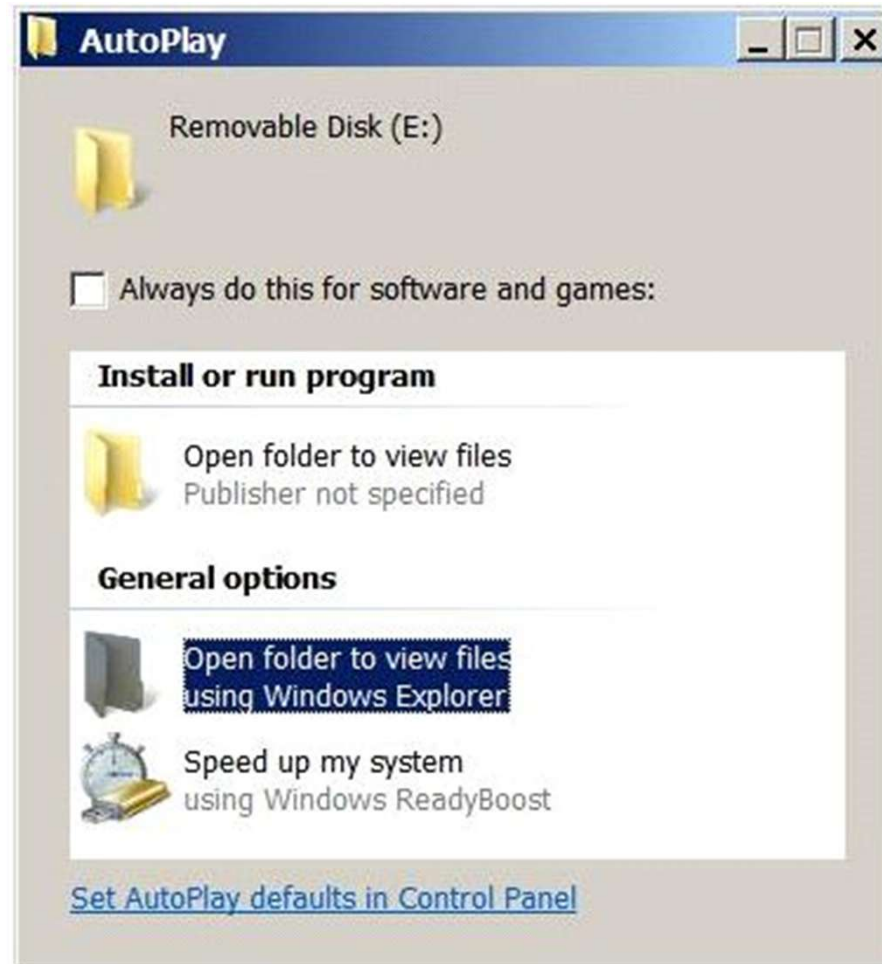 AutoPlay
Removable Disk (E:)
Always do this for software and games:
Install or run program
Open folder to view files
Publisher not specified
General options
Open folder to view files
using Windows Explorer
Speed up my system
using Windows ReadyBoost
Set AutoPlay defaults in Control Panel